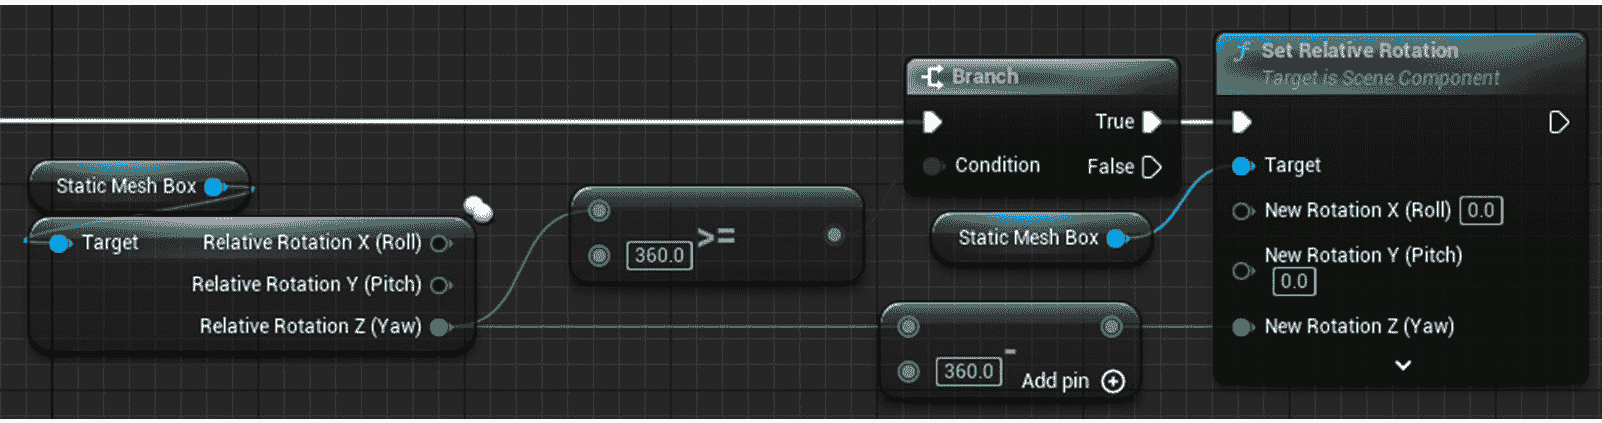 Static Mesh Box
Target
Relative Rotation X (Roll)
Relative Rotation Y (Pitch)
Relative Rotation Z (Yaw)
360.0
>=
Branch
True
Condition
False
Static Mesh Box
360.0
-
Add pin
Set Relative Rotation
Target is Scene Component
Target
New Rotation X (Roll) 0.0
New Rotation Y (Pitch)
0.0
New Rotation Z (Yaw)